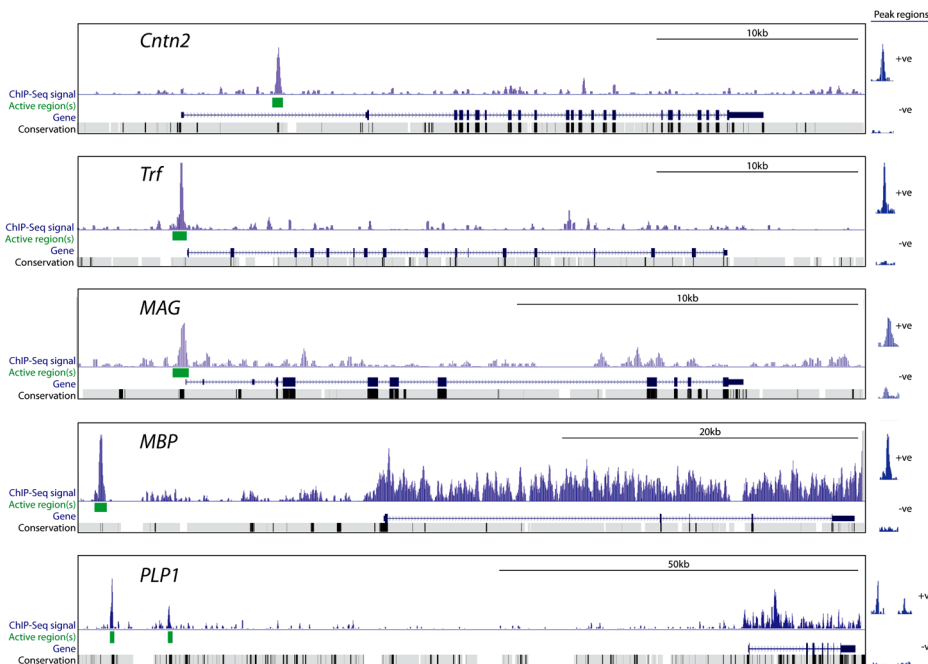 Peak regions
Cntn2
10kb
+ve
ChIP-Seq signal
Active region(s)
Gene
Conservation
-ve
Trf
10kb
+ve
ChIP-Seq signal
Active region(s)
Gene
Conservation
-ve
MAG
10kb
+ve
ChIP-Seq signal
Active region(s)
Gene
Conservation
-ve
MBP
20kb
+ve
ChIP-Seq signal
Active region(s)
Gene
Conservation
-ve
PLP1
50kb
ChIP-Seq signal
Active region(s)
Gene
Conservation